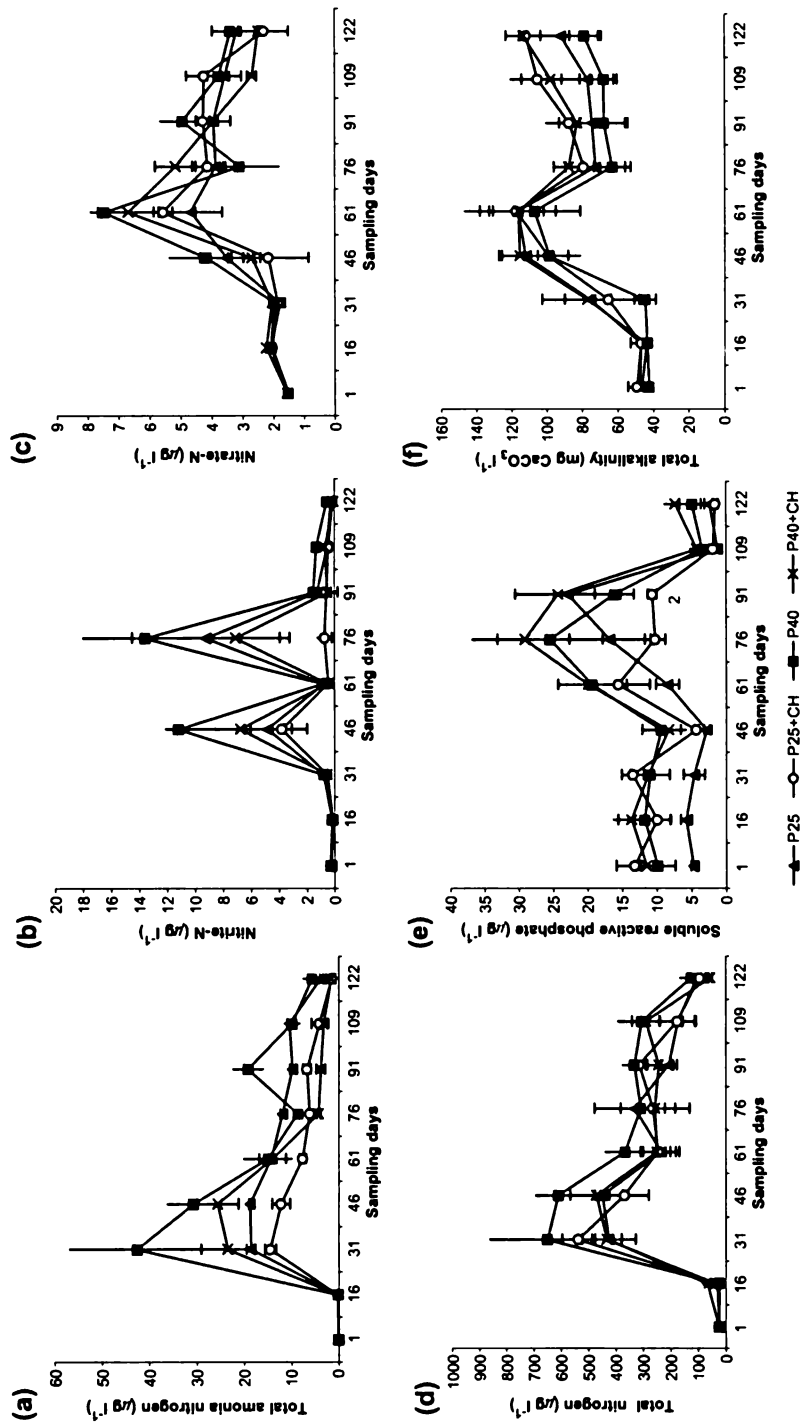 (a)
Total amonia nitrogen (µg l⁻¹)
60
50
40
30
20
10
0
1 16 31 46 61 76 91 109 122
Sampling days
(b)
Nitrite-N (µg l⁻¹)
20
18
16
14
12
10
8
6
4
2
0
1 16 31 46 61 76 91 109 122
Sampling days
(c)
Nitrate-N (µg l⁻¹)
9
8
7
6
5
4
3
2
1
0
1 16 31 46 61 76 91 109 122
Sampling days
(d)
Total nitrogen (µg l⁻¹)
1000
900
800
700
600
500
400
300
200
100
0
1 16 31 46 61 76 91 109 122
Sampling days
(e)
Soluble reactive phosphate (µg l⁻¹)
40
35
30
25
20
15
10
5
0
2
1 16 31 46 61 76 91 109 122
Sampling days
(f)
Total alkalinity (mg CaCO₃ l⁻¹)
160
140
120
100
80
60
40
20
0
1 16 31 46 61 76 91 109 122
Sampling days
P25 P25+CH P40 P40+CH